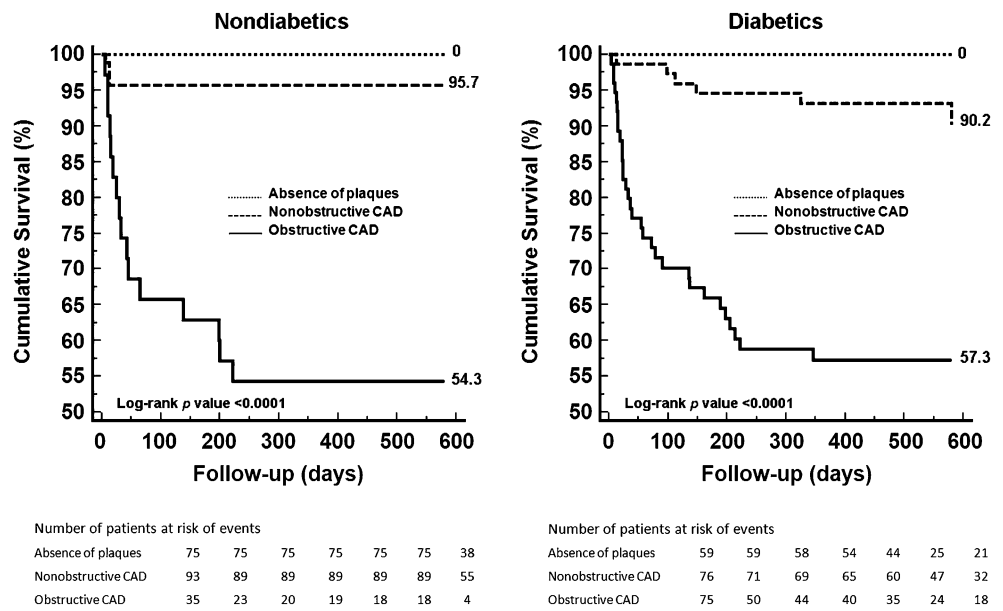 Nondiabetics
Cumulative Survival (%)
100
95
90
85
80
75
70
65
60
55
50
0
95.7
54.3
Absence of plaques
Nonobstructive CAD
Obstructive CAD
Log-rank p value <0.0001
0 100 200 300 400 500 600
Follow-up (days)
Number of patients at risk of events
Absence of plaques 75 75 75 75 75 75 38
Nonobstructive CAD 93 89 89 89 89 89 55
Obstructive CAD 35 23 20 19 18 18 4
Diabetics
Cumulative Survival (%)
100
95
90
85
80
75
70
65
60
55
50
0
90.2
57.3
Absence of plaques
Nonobstructive CAD
Obstructive CAD
Log-rank p value <0.0001
0 100 200 300 400 500 600
Follow-up (days)
Number of patients at risk of events
Absence of plaques 59 59 58 54 44 25 21
Nonobstructive CAD 76 71 69 65 60 47 32
Obstructive CAD 75 50 44 40 35 24 18